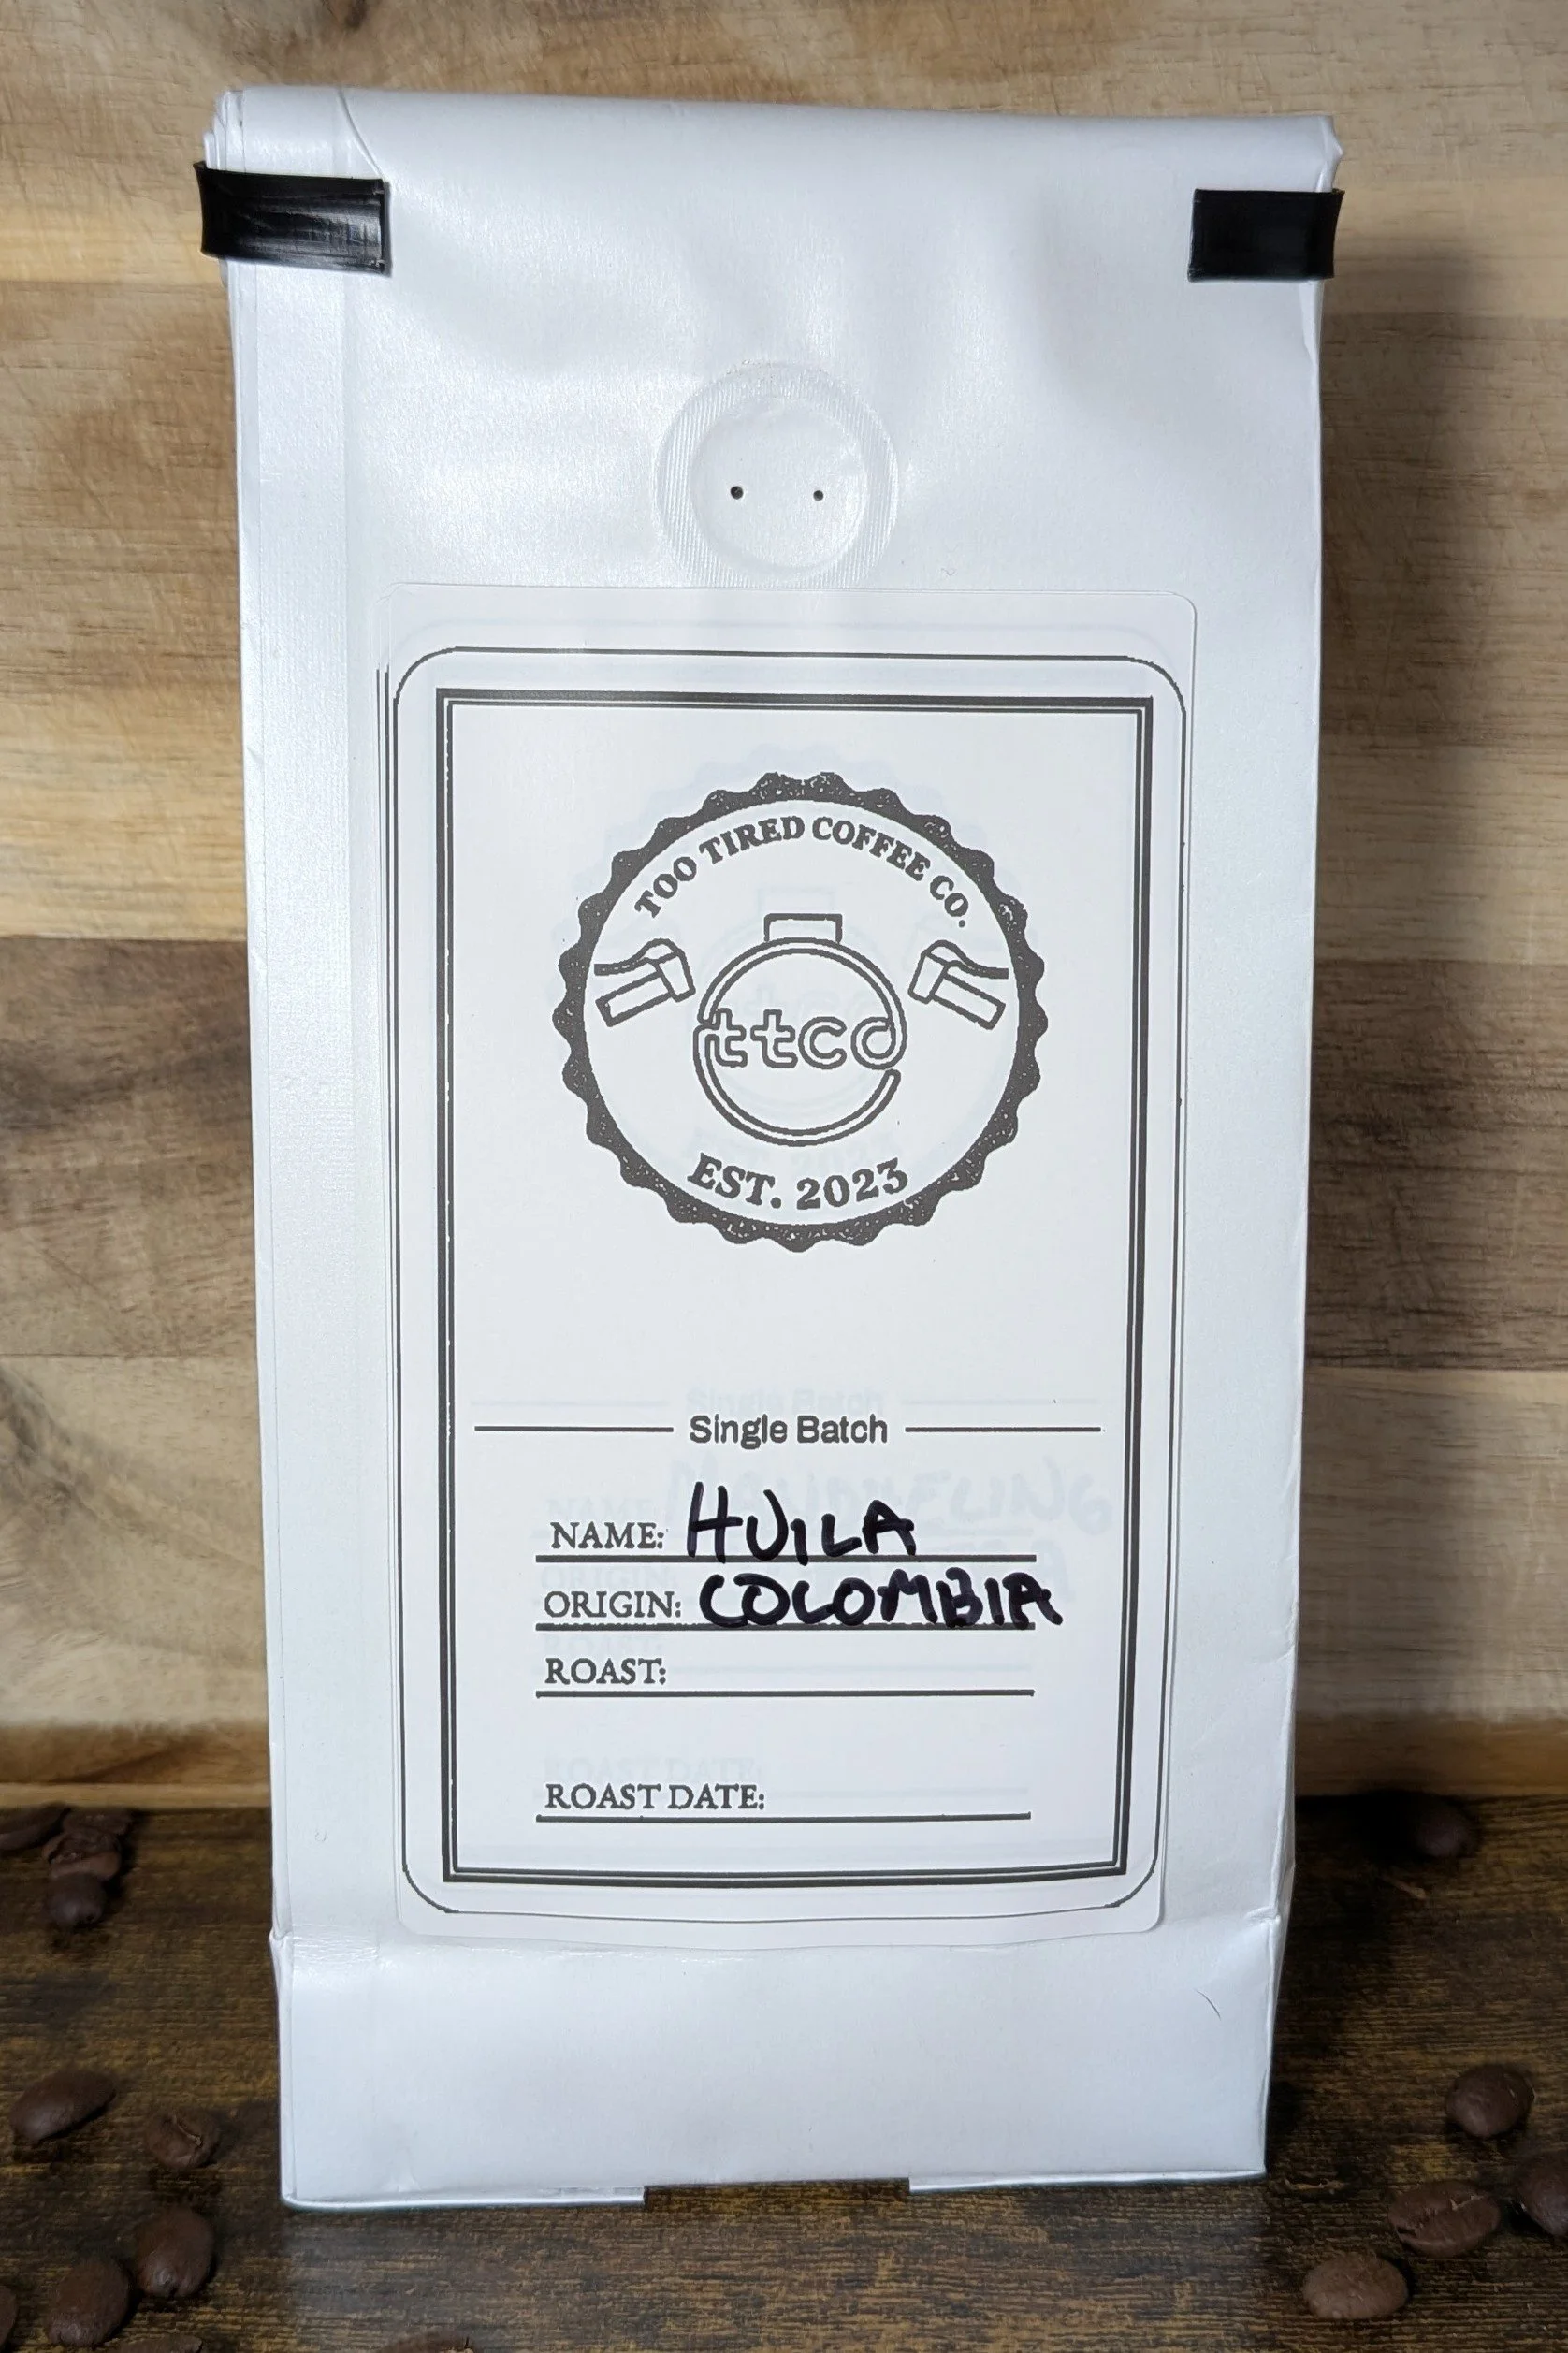 TOO TIRED COFFEE CO.
ttco
EST. 2023
Single Batch
NAME: HUILA
ORIGIN: COLOMBIA
ROAST:
ROAST DATE: